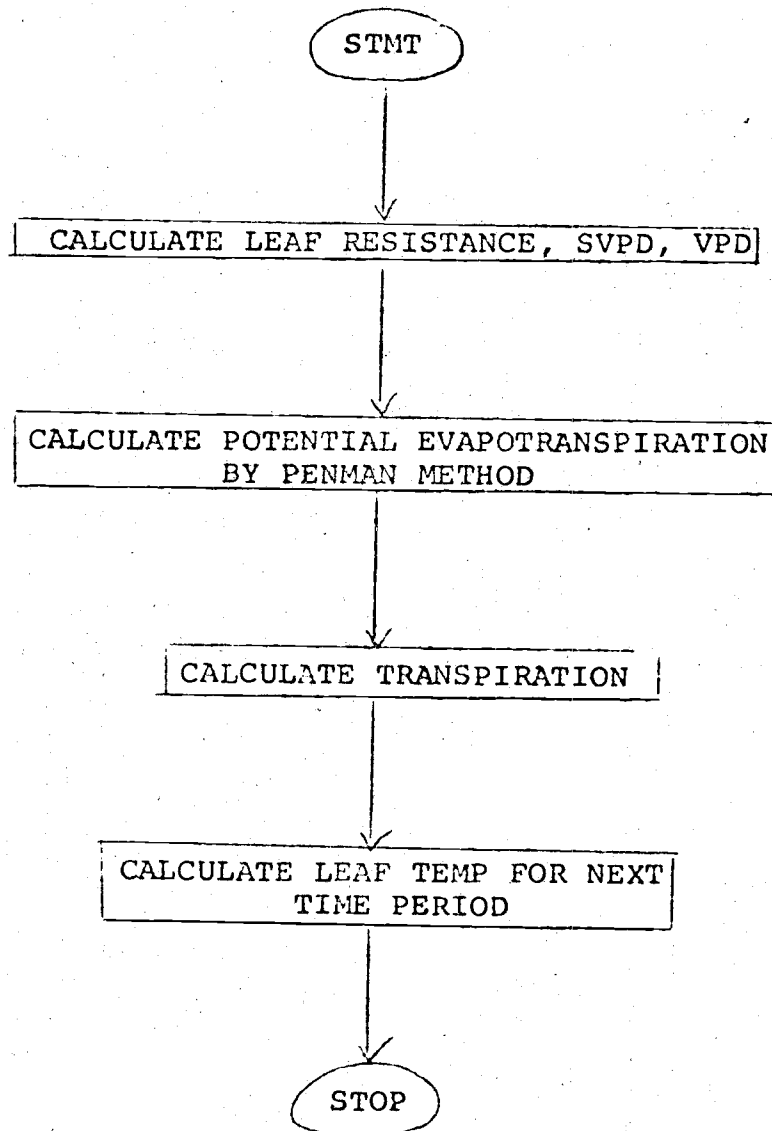 STMT
CALCULATE LEAF RESISTANCE, SVPD, VPD
CALCULATE POTENTIAL EVAPOTRANSPIRATION
BY PENMAN METHOD
CALCULATE TRANSPIRATION
CALCULATE LEAF TEMP FOR NEXT
TIME PERIOD
STOP